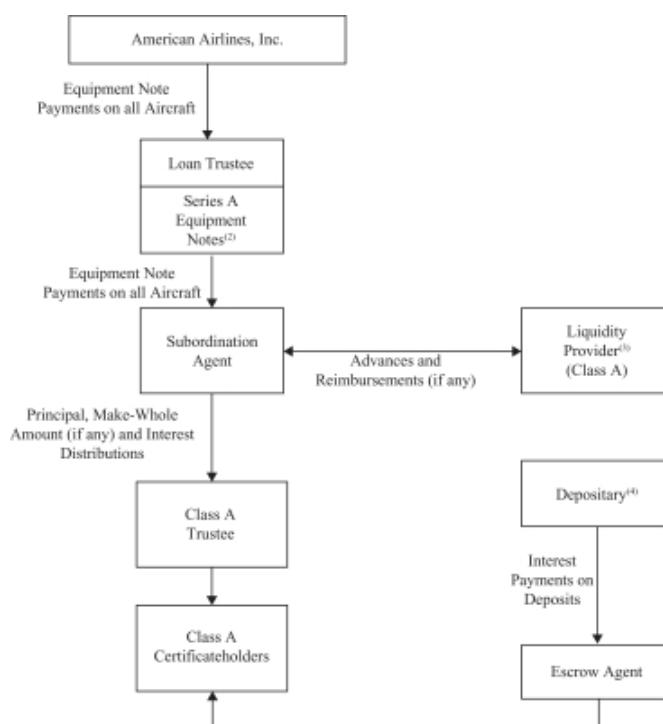 American Airlines, Inc.
Equipment Note
Payments on all Aircraft
Loan Trustee
Series A
Equipment
Notes(2)
Equipment Note
Payments on all Aircraft
Subordination
Agent
Advances and
Reimbursements (if any)
Liquidity
Provider(3)
(Class A)
Principal, Make-Whole
Amount (if any) and Interest
Distributions
Class A
Trustee
Depositary(4)
Interest
Payments on
Deposits
Class A
Certificateholders
Escrow Agent